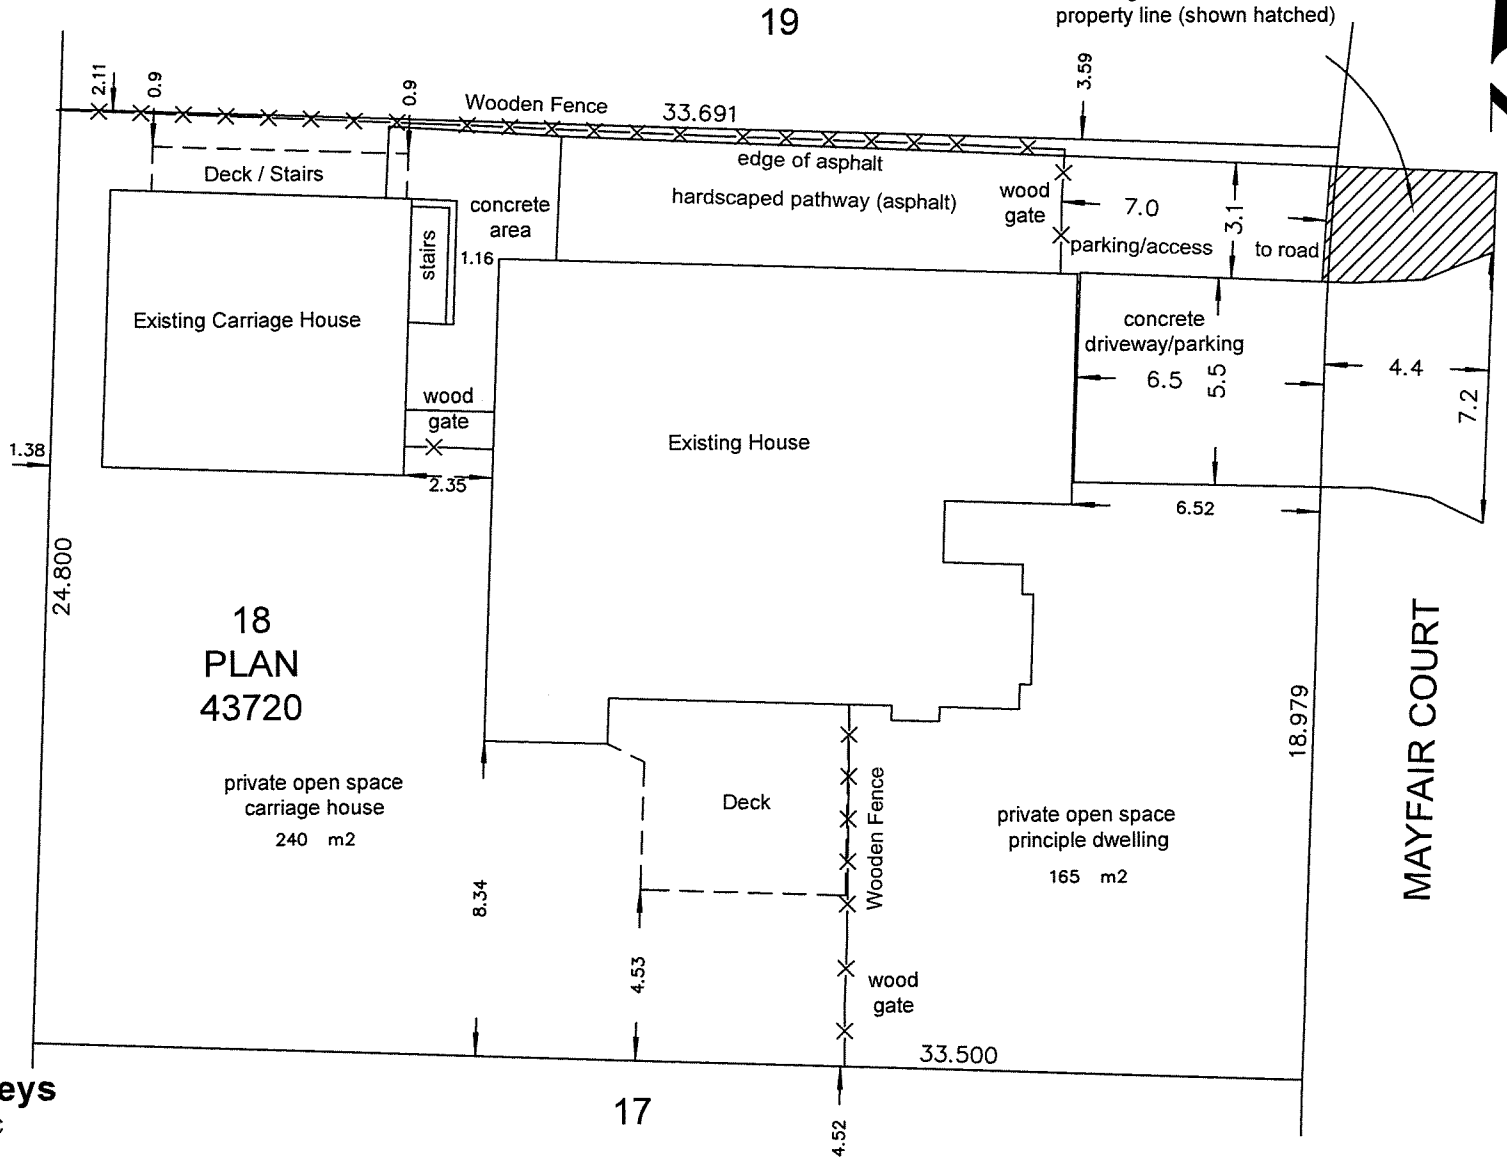 19
property line (shown hatched)
2.11
0.9
0.9
Wooden Fence
33.691
3.59
edge of asphalt
Deck / Stairs
hardscaped pathway (asphalt)
wood
gate
7.0
3.1
concrete
area
stairs
1.16
parking/access
to road
Existing Carriage House
concrete
driveway/parking
6.5
5.5
4.4
7.2
wood
gate
Existing House
1.38
2.35
6.52
24.800
18
PLAN
43720
18.979
MAYFAIR COURT
private open space
carriage house
240 m2
Deck
Wooden Fence
private open space
principle dwelling
165 m2
8.34
4.53
wood
gate
33.500
eys
17
4.52